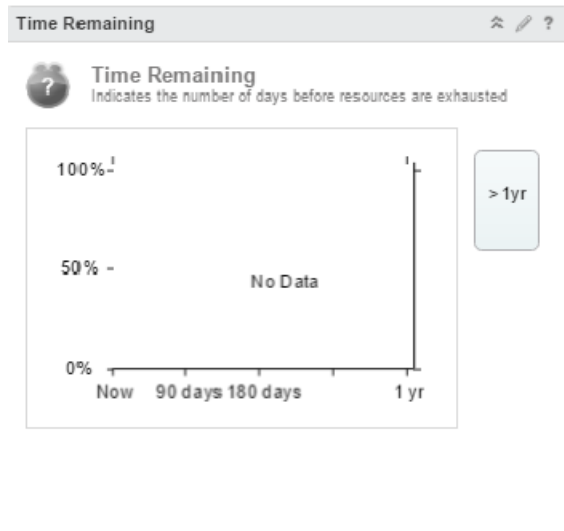 Time Remaining ?
? Time Remaining
Indicates the number of days before resources are exhausted
100%
> 1yr
50%
No Data
0%
Now 90 days 180 days 1 yr